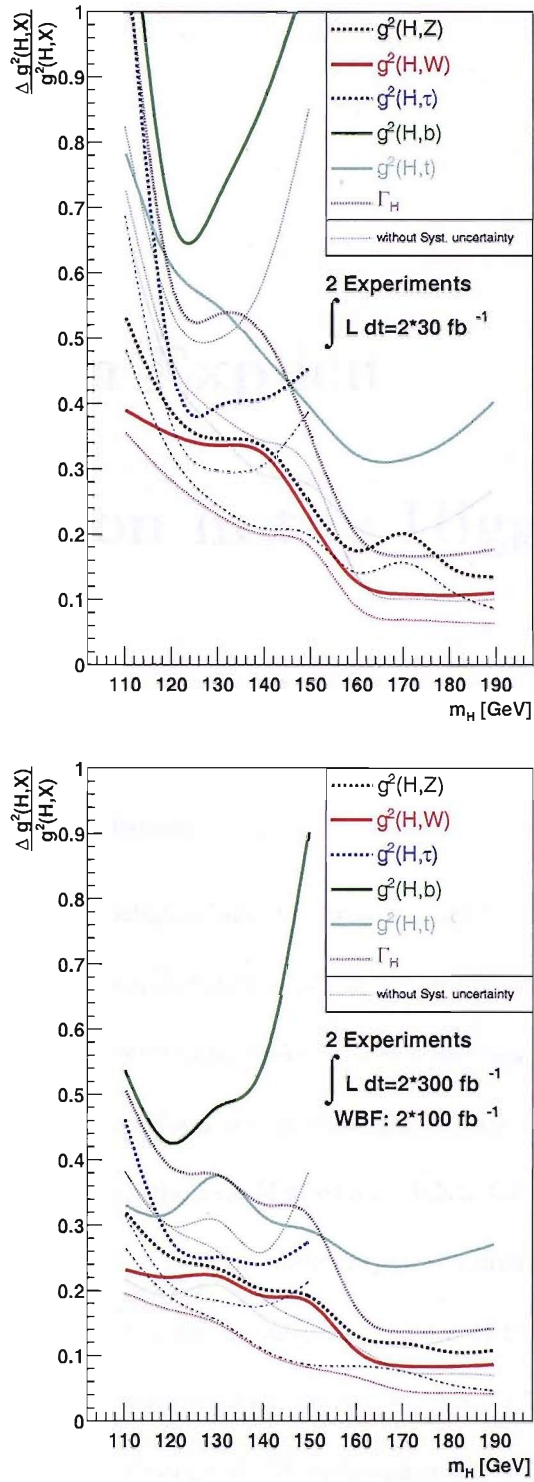 Δ g²(H,X)
g²(H,X)
1
0.9
0.8
0.7
0.6
0.5
0.4
0.3
0.2
0.1
0
g²(H,Z)
g²(H,W)
g²(H,τ)
g²(H,b)
g²(H,t)
Γ_H
without Syst. uncertainty
2 Experiments
∫ L dt=2*30 fb⁻¹
110 120 130 140 150 160 170 180 190
m_H [GeV]
Δ g²(H,X)
g²(H,X)
1
0.9
0.8
0.7
0.6
0.5
0.4
0.3
0.2
0.1
0
g²(H,Z)
g²(H,W)
g²(H,τ)
g²(H,b)
g²(H,t)
Γ_H
without Syst. uncertainty
2 Experiments
∫ L dt=2*300 fb⁻¹
WBF: 2*100 fb⁻¹
110 120 130 140 150 160 170 180 190
m_H [GeV]